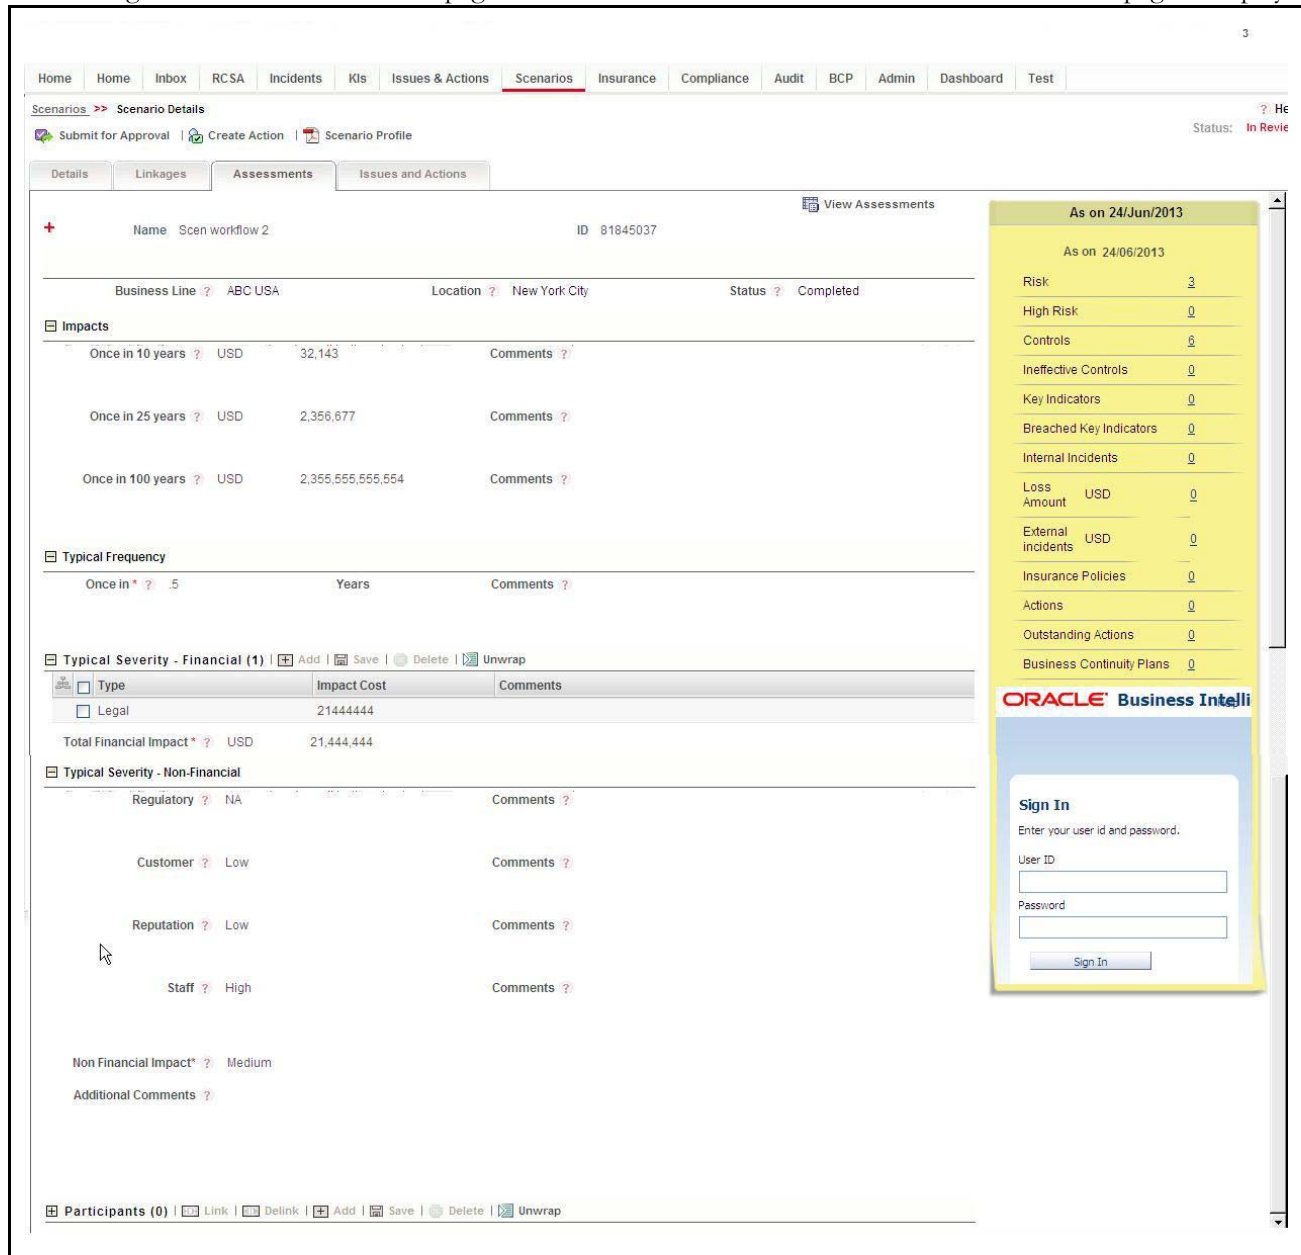 3
Home Home Inbox RCSA Incidents KIs Issues & Actions Scenarios Insurance Compliance Audit BCP Admin Dashboard Test
Scenarios >> Scenario Details
? He
Submit for Approval | Create Action | Scenario Profile
Status: In Revie
Details Linkages Assessments Issues and Actions
View Assessments
+ Name Scen workflow 2 ID 81845037
Business Line ? ABC USA Location ? New York City Status ? Completed
Impacts
Once in 10 years ? USD 32,143 Comments ?
Once in 25 years ? USD 2,356,677 Comments ?
Once in 100 years ? USD 2,355,555,555,554 Comments ?
Typical Frequency
Once in * ? .5 Years Comments ?
Typical Severity - Financial (1) | Add | Save | Delete | Unwrap
Type Impact Cost Comments
Legal 21444444
Total Financial Impact * ? USD 21,444,444
Typical Severity - Non-Financial
Regulatory ? NA Comments ?
Customer ? Low Comments ?
Reputation ? Low Comments ?
Staff ? High Comments ?
Non Financial Impact* ? Medium
Additional Comments ?
Participants (0) | Link | Delink | Add | Save | Delete | Unwrap
As on 24/Jun/2013
As on 24/06/2013
Risk 3
High Risk 0
Controls 6
Ineffective Controls 0
Key Indicators 0
Breached Key Indicators 0
Internal Incidents 0
Loss Amount USD 0
External incidents USD 0
Insurance Policies 0
Actions 0
Outstanding Actions 0
Business Continuity Plans 0
ORACLE Business Intelli
Sign In
Enter your user id and password.
User ID
Password
Sign In